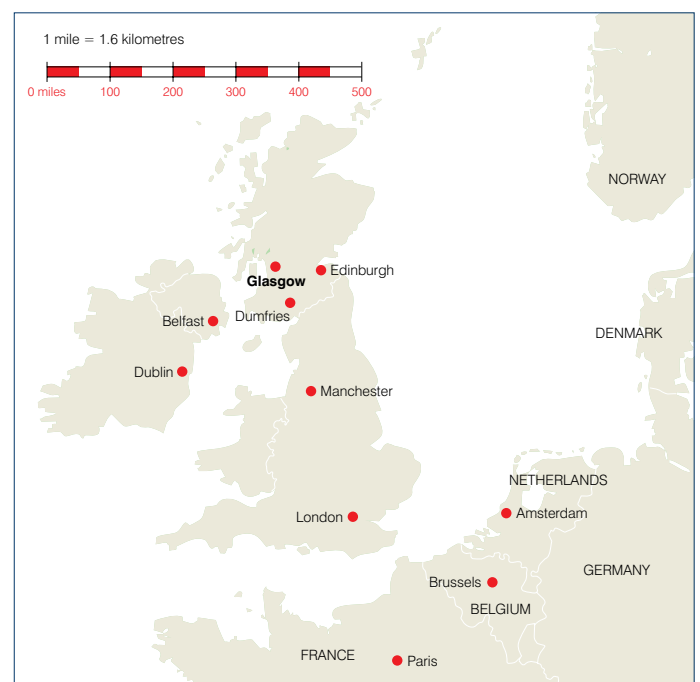 1 mile = 1.6 kilometres
0 miles 100 200 300 400 500
NORWAY
Edinburgh
Glasgow
Dumfries
Belfast
DENMARK
Dublin
Manchester
NETHERLANDS
London
Amsterdam
GERMANY
Brussels
BELGIUM
FRANCE
Paris